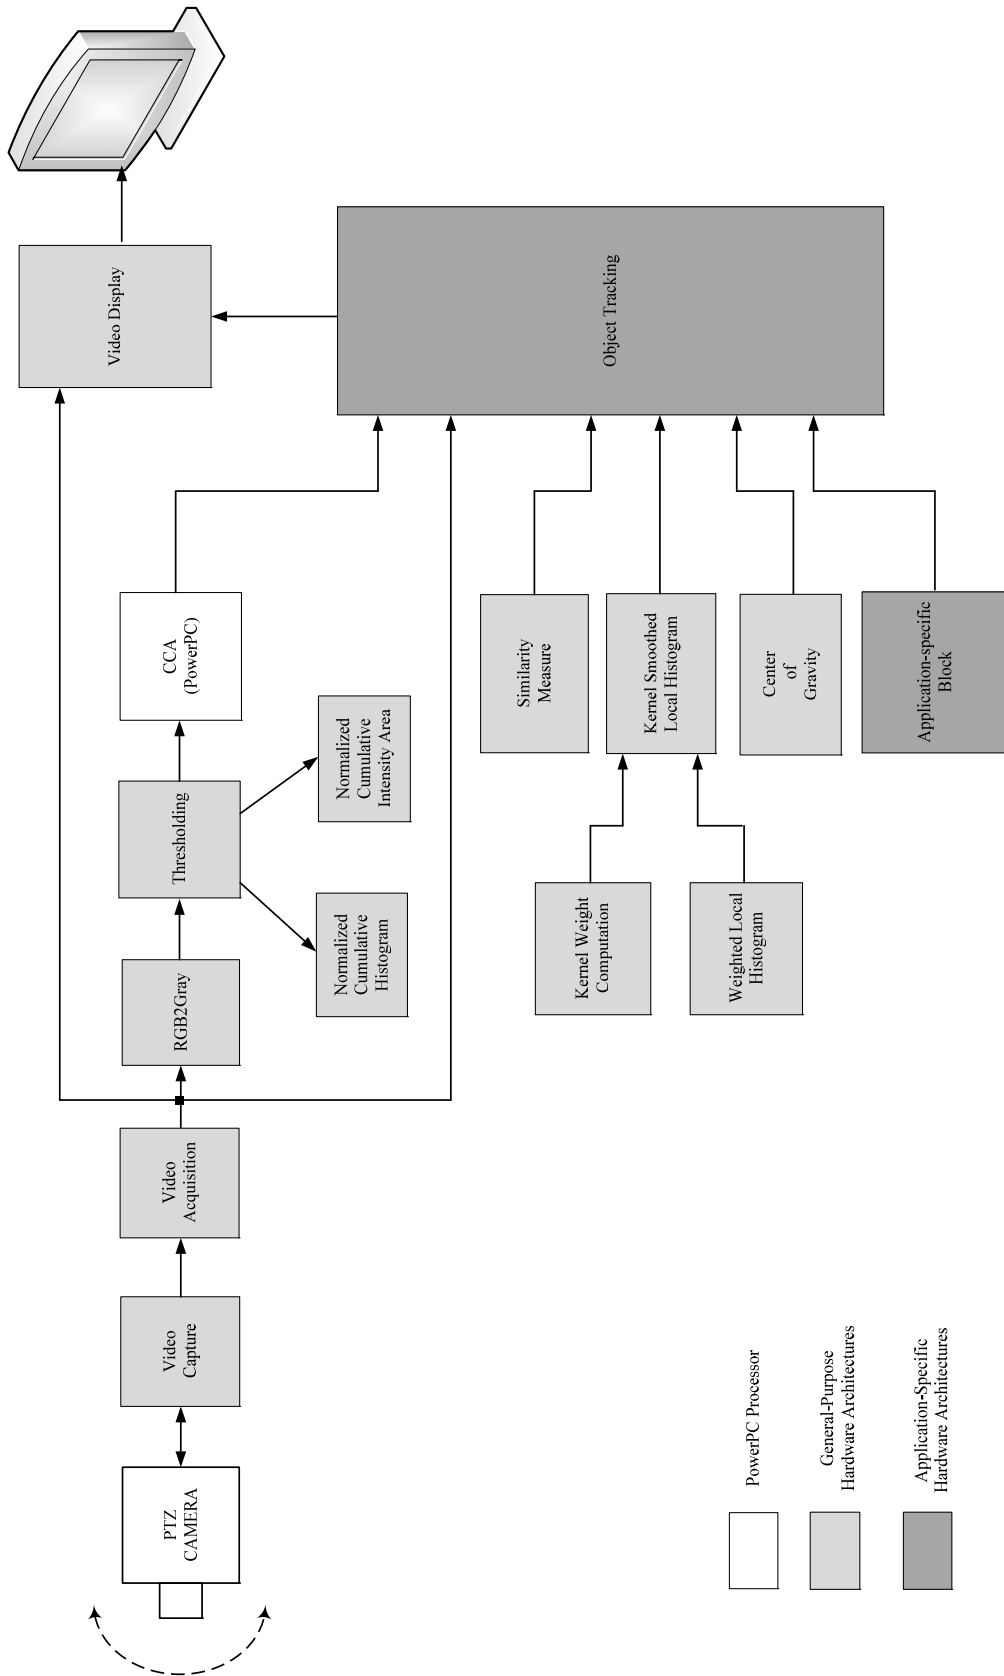 PTZ
CAMERA
Video
Capture
Video
Acquisition
RGB2Gray
Thresholding
CCA
(PowerPC)
Video Display
Normalized
Cumulative
Histogram
Normalized
Cumulative
Intensity Area
Object Tracking
Similarity
Measure
Kernel Weight
Computation
Kernel Smoothed
Local Histogram
Weighted Local
Histogram
Center
of
Gravity
Application-specific
Block
PowerPC Processor
General-Purpose
Hardware Architectures
Application-Specific
Hardware Architectures